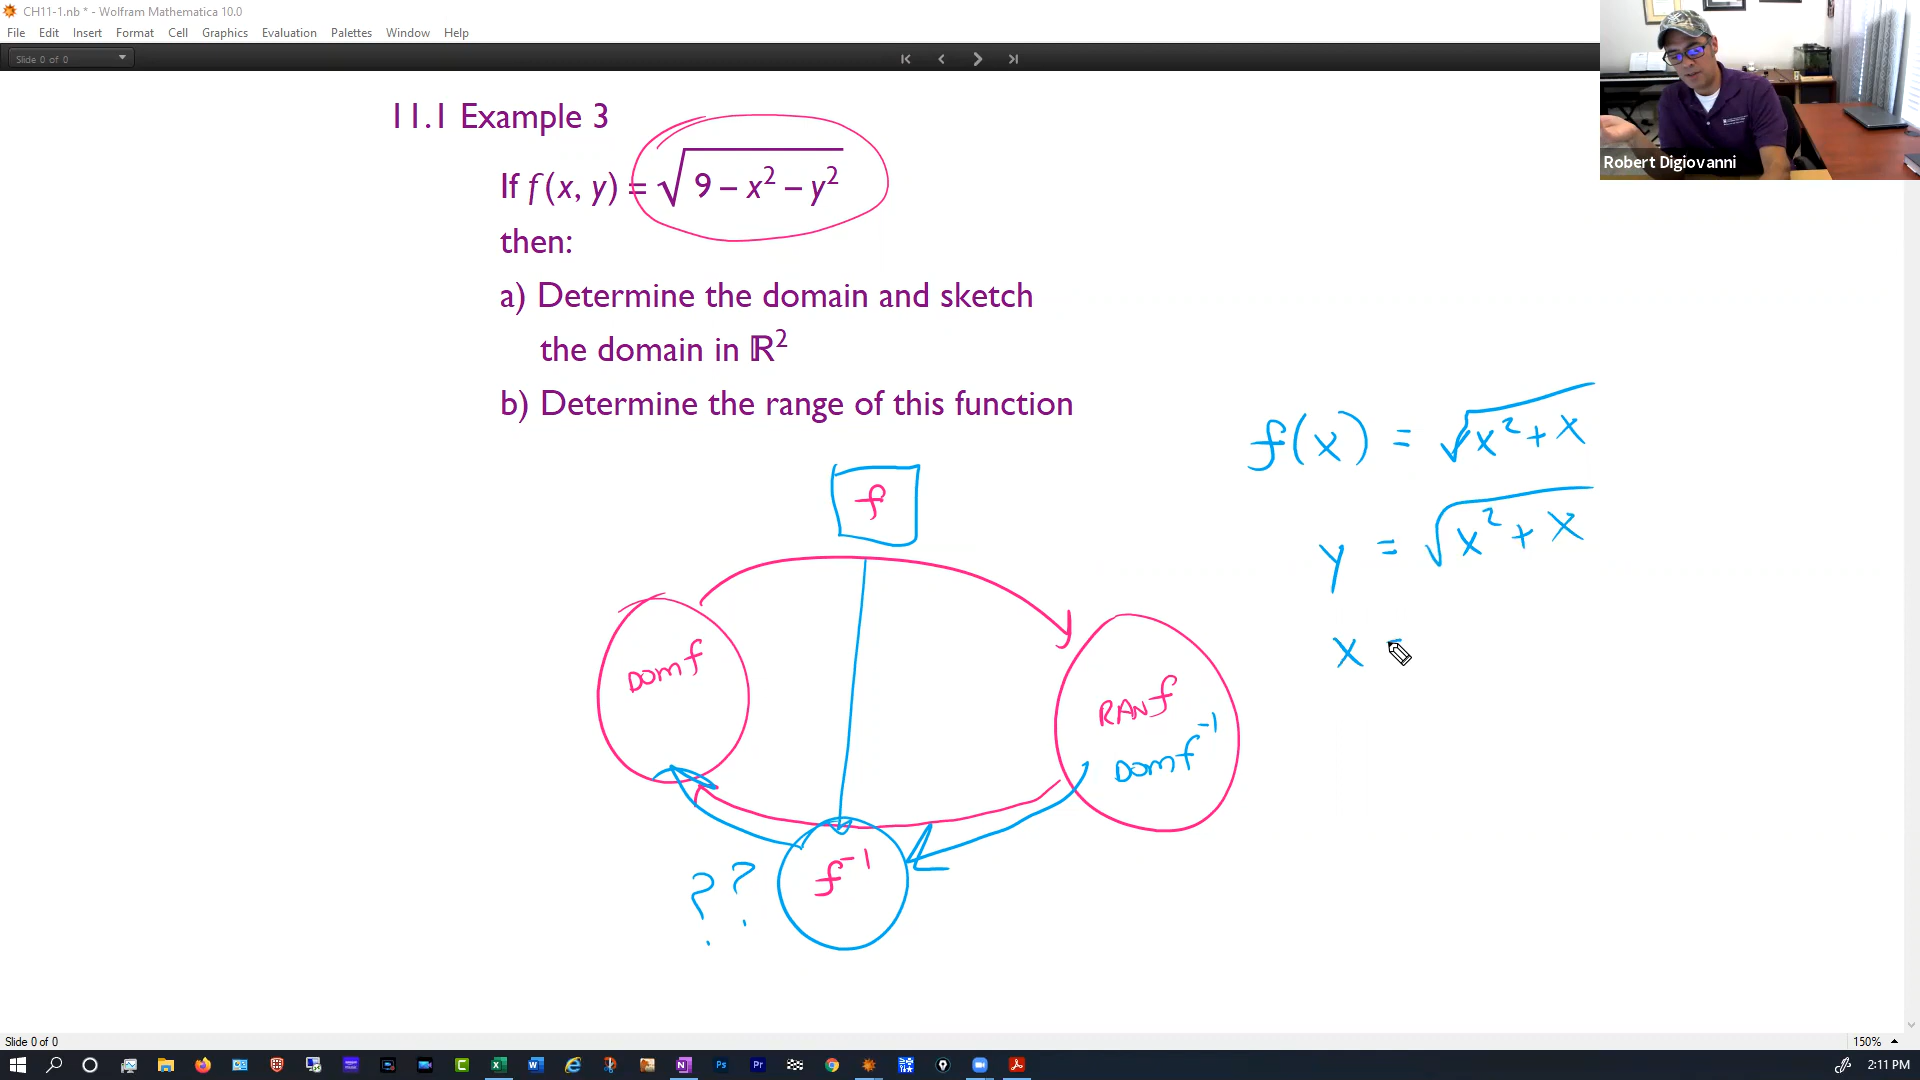 CH11-1.nb * - Wolfram Mathematica 10.0
File Edit Insert Format Cell Graphics Evaluation Palettes Window Help
Slide 0 of 0
11.1 Example 3
If f(x, y) = √(9 – x² – y²)
then:
a) Determine the domain and sketch
the domain in ℝ²
b) Determine the range of this function
f(x) = √(x² + x)
y = √(x² + x)
x =
f
DOM f
RAN f
DOM f⁻¹
f⁻¹
? ?
Robert Digiovanni
Slide 0 of 0
150%
2:11 PM